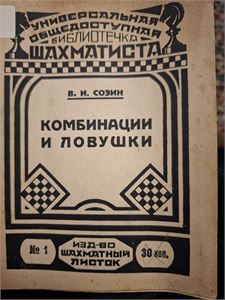 УНИВЕРСАЛЬНАЯ
ОБЩЕДОСТУПНАЯ
БИБЛИОТЕЧКА
ШАХМАТИСТА
В. И. СОЗИН
КОМБИНАЦИИ
И ЛОВУШКИ
№ 1
ИЗД-ВО
ШАХМАТНЫЙ
ЛИСТОК
30 коп.